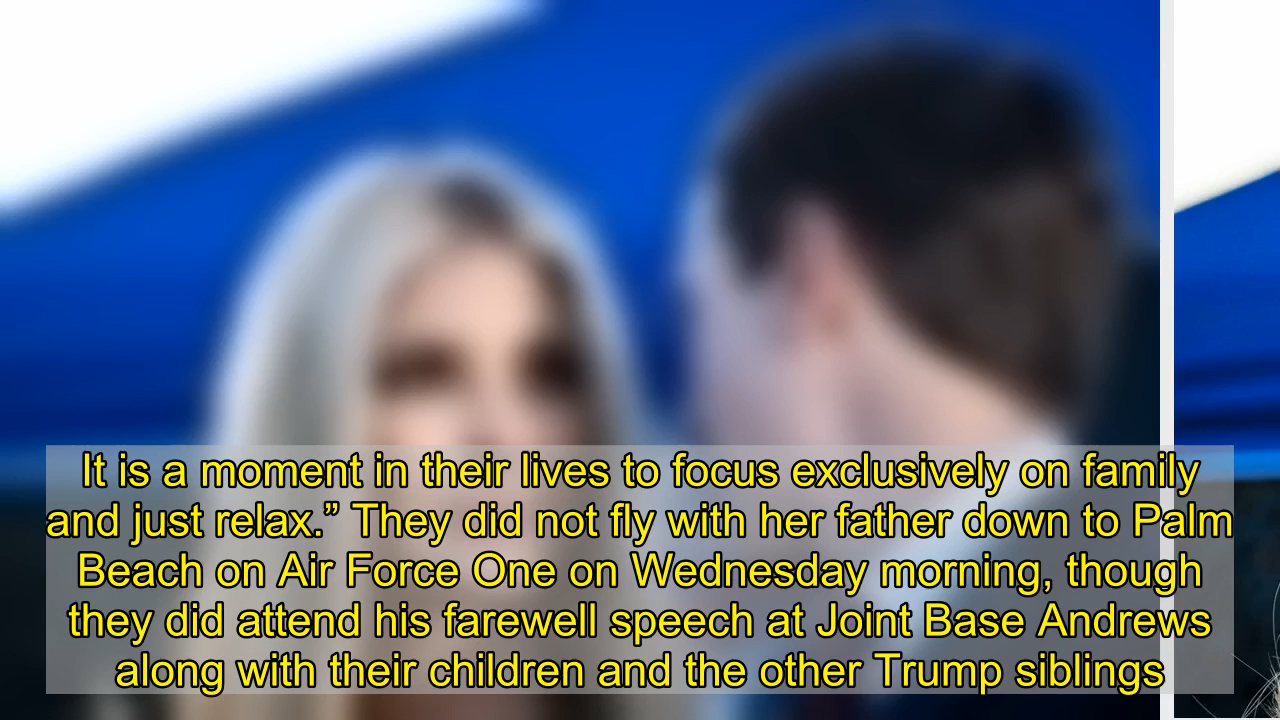 It is a moment in their lives to focus exclusively on family
and just relax.” They did not fly with her father down to Palm
Beach on Air Force One on Wednesday morning, though
they did attend his farewell speech at Joint Base Andrews
along with their children and the other Trump siblings